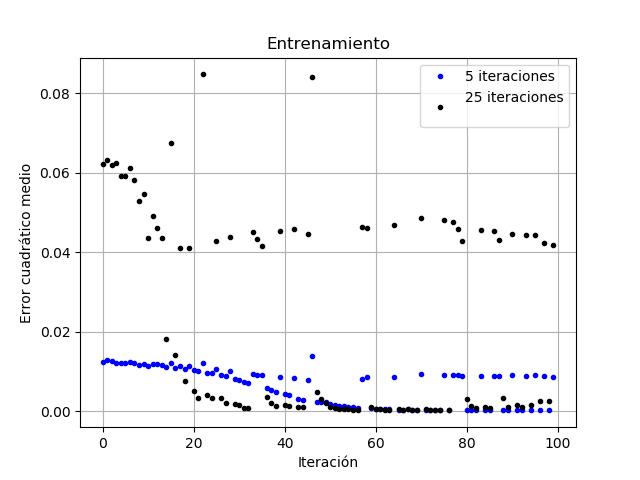 Entrenamiento
5 iteraciones
25 iteraciones
Error cuadrático medio
0.08
0.06
0.04
0.02
0.00
0 20 40 60 80 100
Iteración